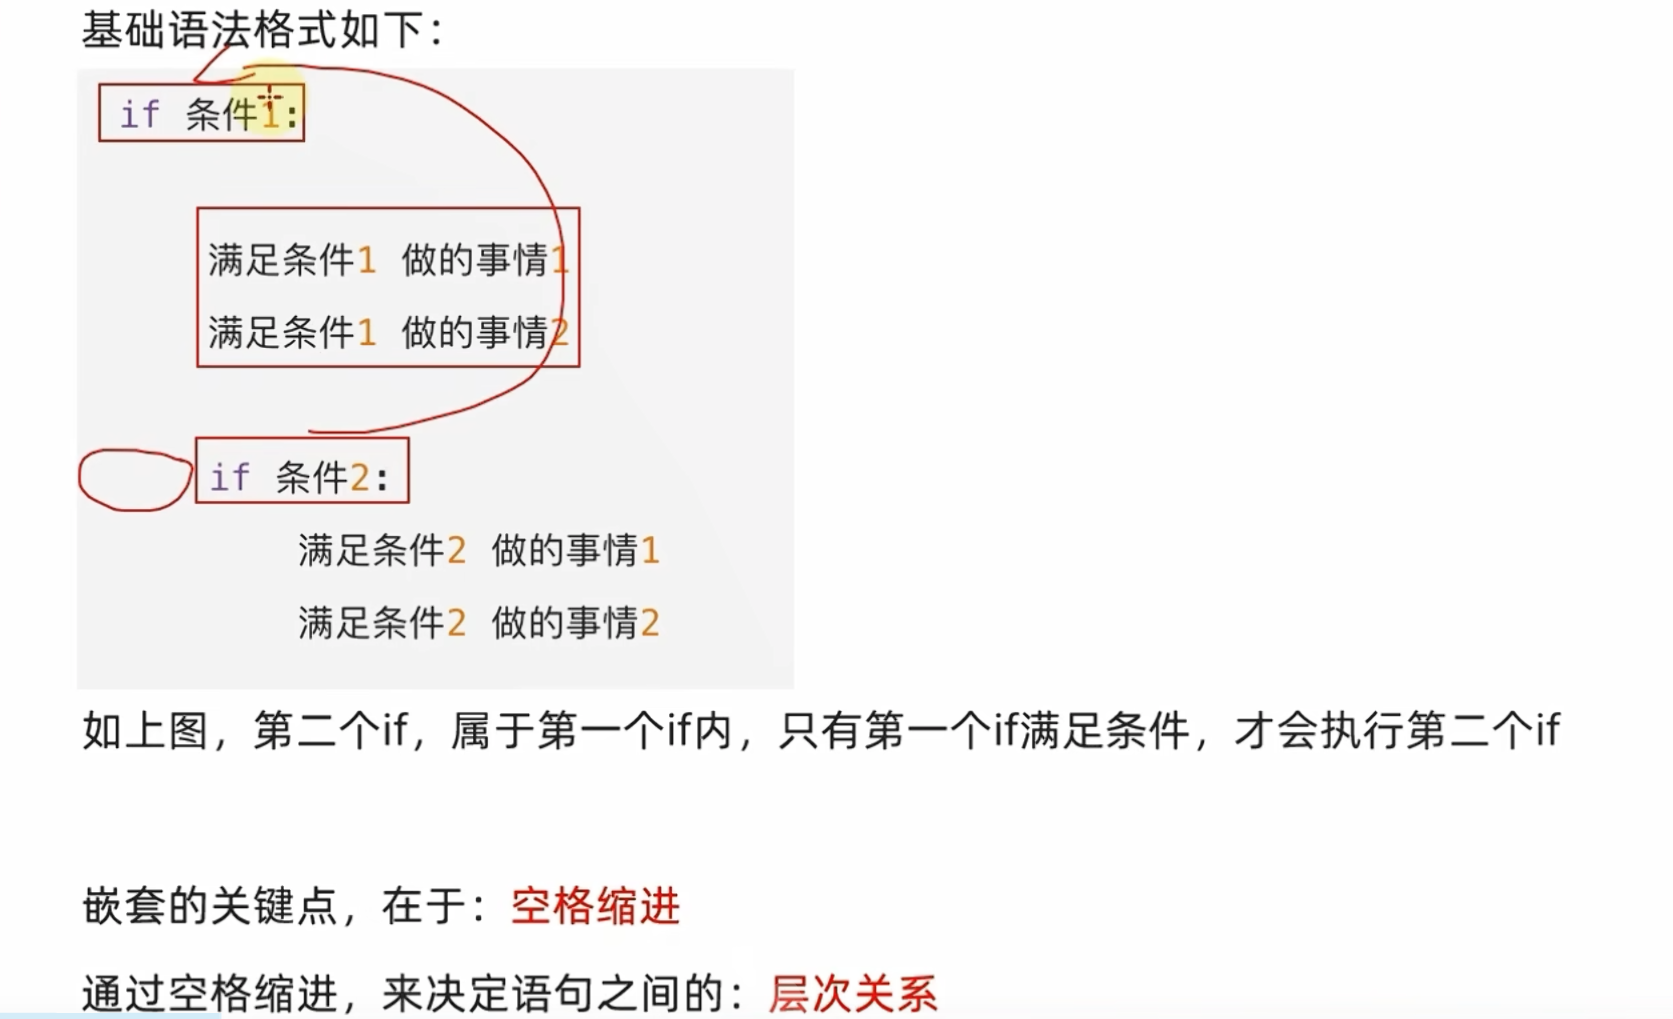 基础语法格式如下：
if 条件1:
满足条件1 做的事情1
满足条件1 做的事情2
if 条件2:
满足条件2 做的事情1
满足条件2 做的事情2
如上图，第二个if，属于第一个if内，只有第一个if满足条件，才会执行第二个if
嵌套的关键点，在于：空格缩进
通过空格缩进，来决定语句之间的：层次关系